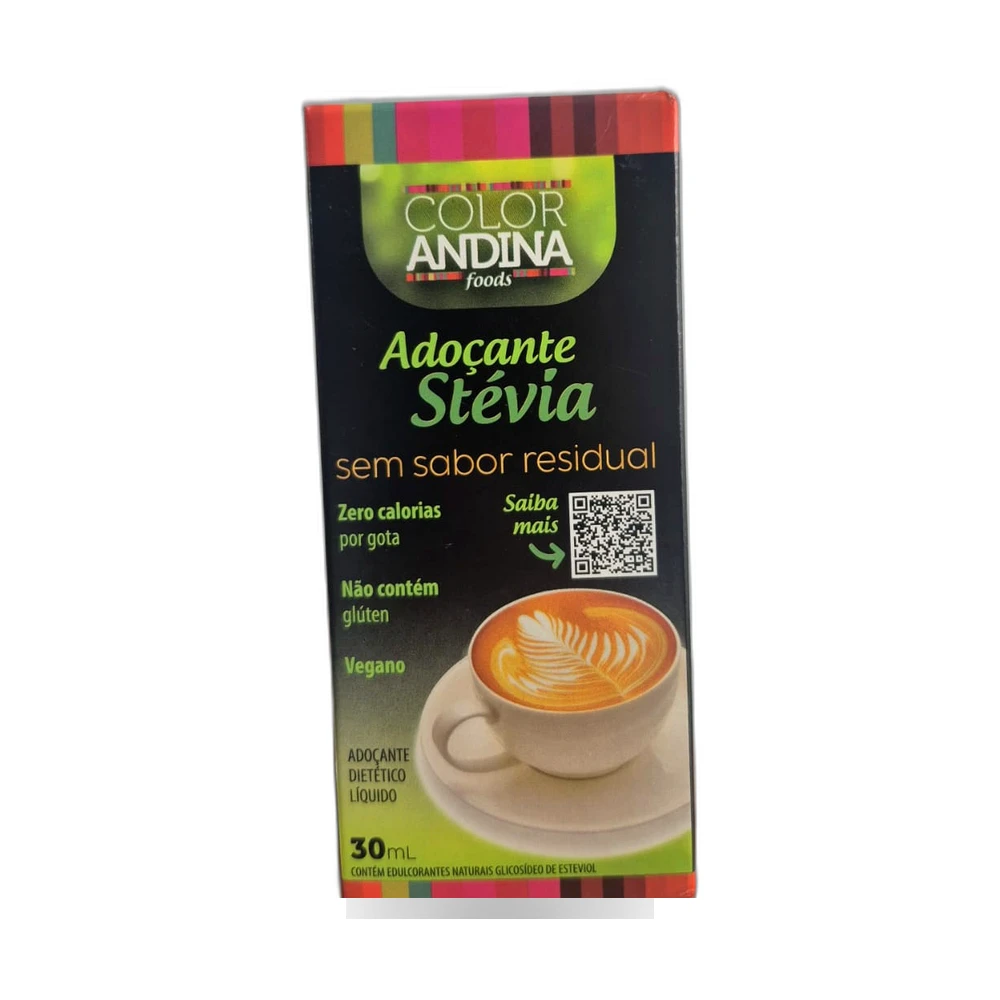 COLOR
ANDINA
foods
Adoçante
Stévia
sem sabor residual
Zero calorias
por gota
Saiba
mais
Não contém
glúten
Vegano
ADOÇANTE
DIETÉTICO
LÍQUIDO
30mL
CONTÉM EDULCORANTES NATURAIS GLICOSÍDEO DE ESTEVIOL